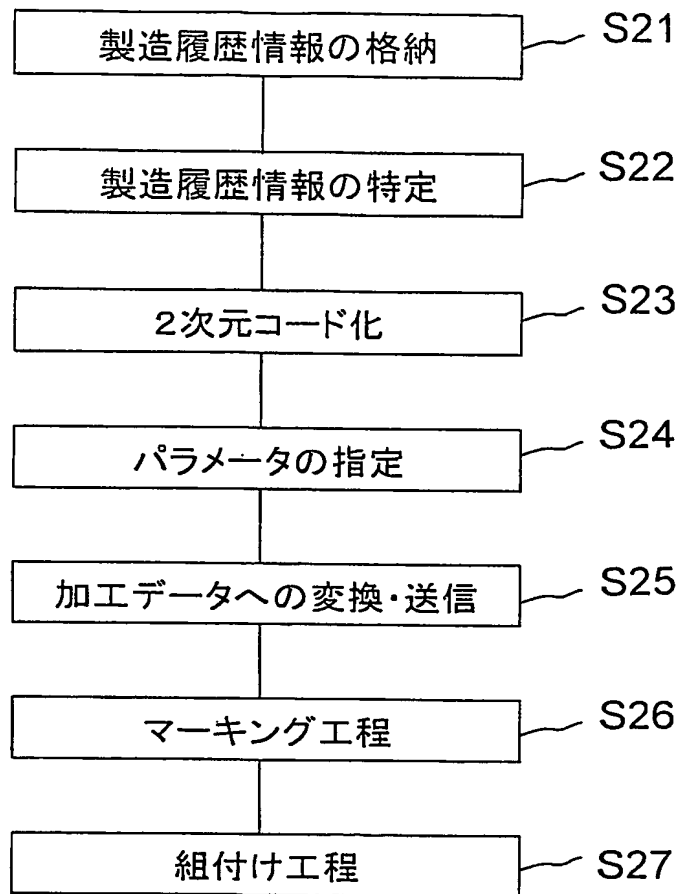 製造履歴情報の格納 S21
製造履歴情報の特定 S22
2次元コード化 S23
パラメータの指定 S24
加工データへの変換・送信 S25
マーキング工程 S26
組付け工程 S27